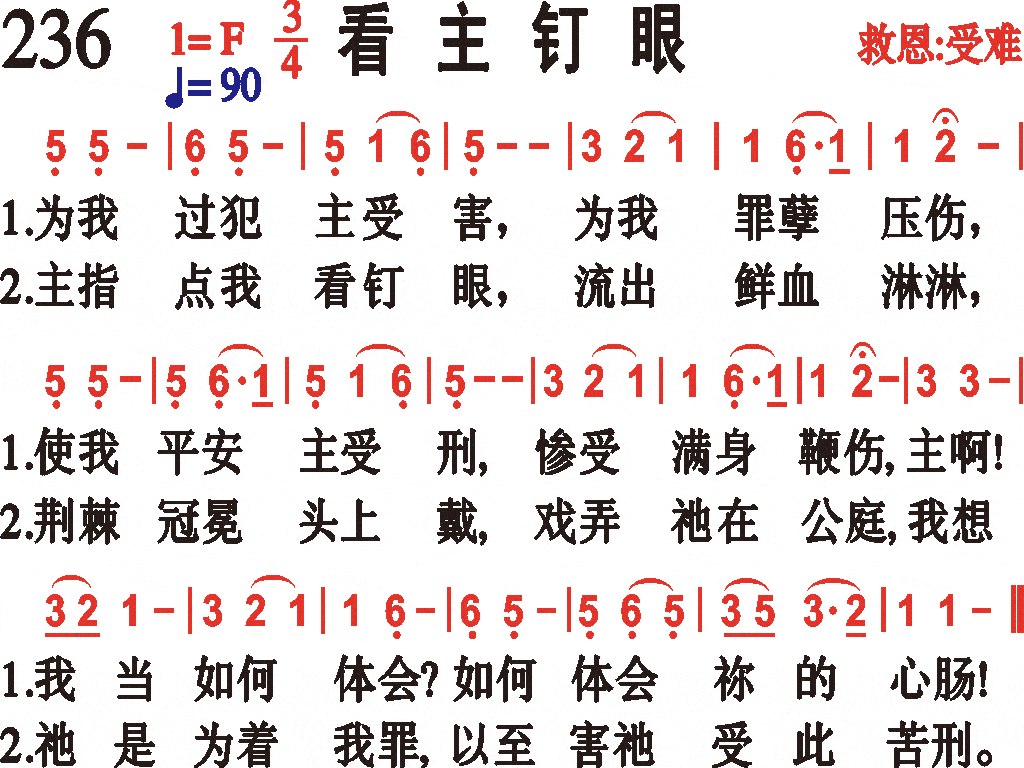 236 1=F 3/4 看主钉眼 救恩:受难
♩=90
5 5 - | 6 5 - | 5 1 6 | 5 - - | 3 2 1 | 1 6·1 | 1 2 - |
1.为我 过犯 主受 害, 为我 罪孽 压伤,
2.主指 点我 看钉 眼, 流出 鲜血 淋淋,
5 5 - | 5 6·1 | 5 1 6 | 5 - - | 3 2 1 | 1 6·1 | 1 2 - | 3 3 - |
1.使我 平安 主受 刑, 惨受 满身 鞭伤, 主啊!
2.荆棘 冠冕 头上 戴, 戏弄 祂在 公庭, 我想
3 2 1 - | 3 2 1 | 1 6 - | 6 5 - | 5 6 5 | 3 5 3·2 | 1 1 - ‖
1.我 当 如何 体会? 如何 体会 祢 的 心肠!
2.祂 是 为着 我罪, 以至 害祂 受 此 苦刑。